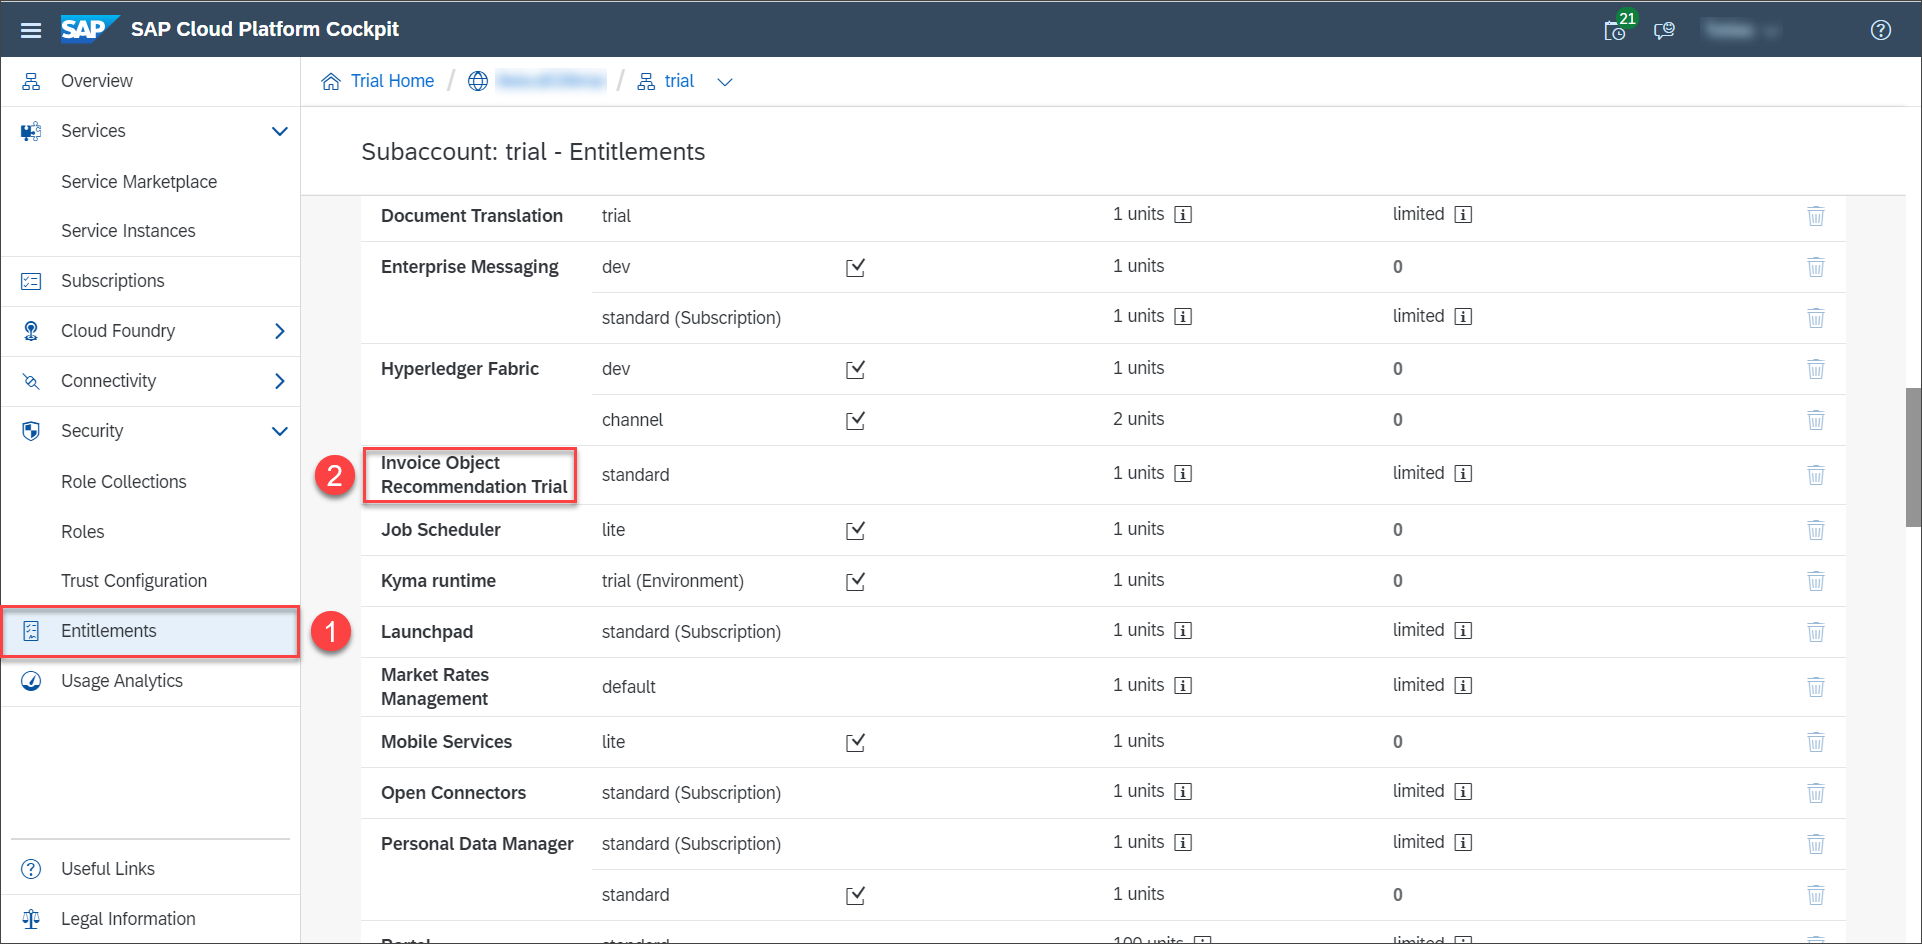 SAP SAP Cloud Platform Cockpit 21
Overview
Services
Service Marketplace
Service Instances
Subscriptions
Cloud Foundry
Connectivity
Security
Role Collections
Roles
Trust Configuration
Entitlements
Usage Analytics
Useful Links
Legal Information
1
2
Trial Home / / trial
Subaccount: trial - Entitlements
Document Translation trial 1 units limited
Enterprise Messaging dev 1 units 0
standard (Subscription) 1 units limited
Hyperledger Fabric dev 1 units 0
channel 2 units 0
Invoice Object
Recommendation Trial standard 1 units limited
Job Scheduler lite 1 units 0
Kyma runtime trial (Environment) 1 units 0
Launchpad standard (Subscription) 1 units limited
Market Rates
Management default 1 units limited
Mobile Services lite 1 units 0
Open Connectors standard (Subscription) 1 units limited
Personal Data Manager standard (Subscription) 1 units limited
standard 1 units 0
Portal standard 100 units limited